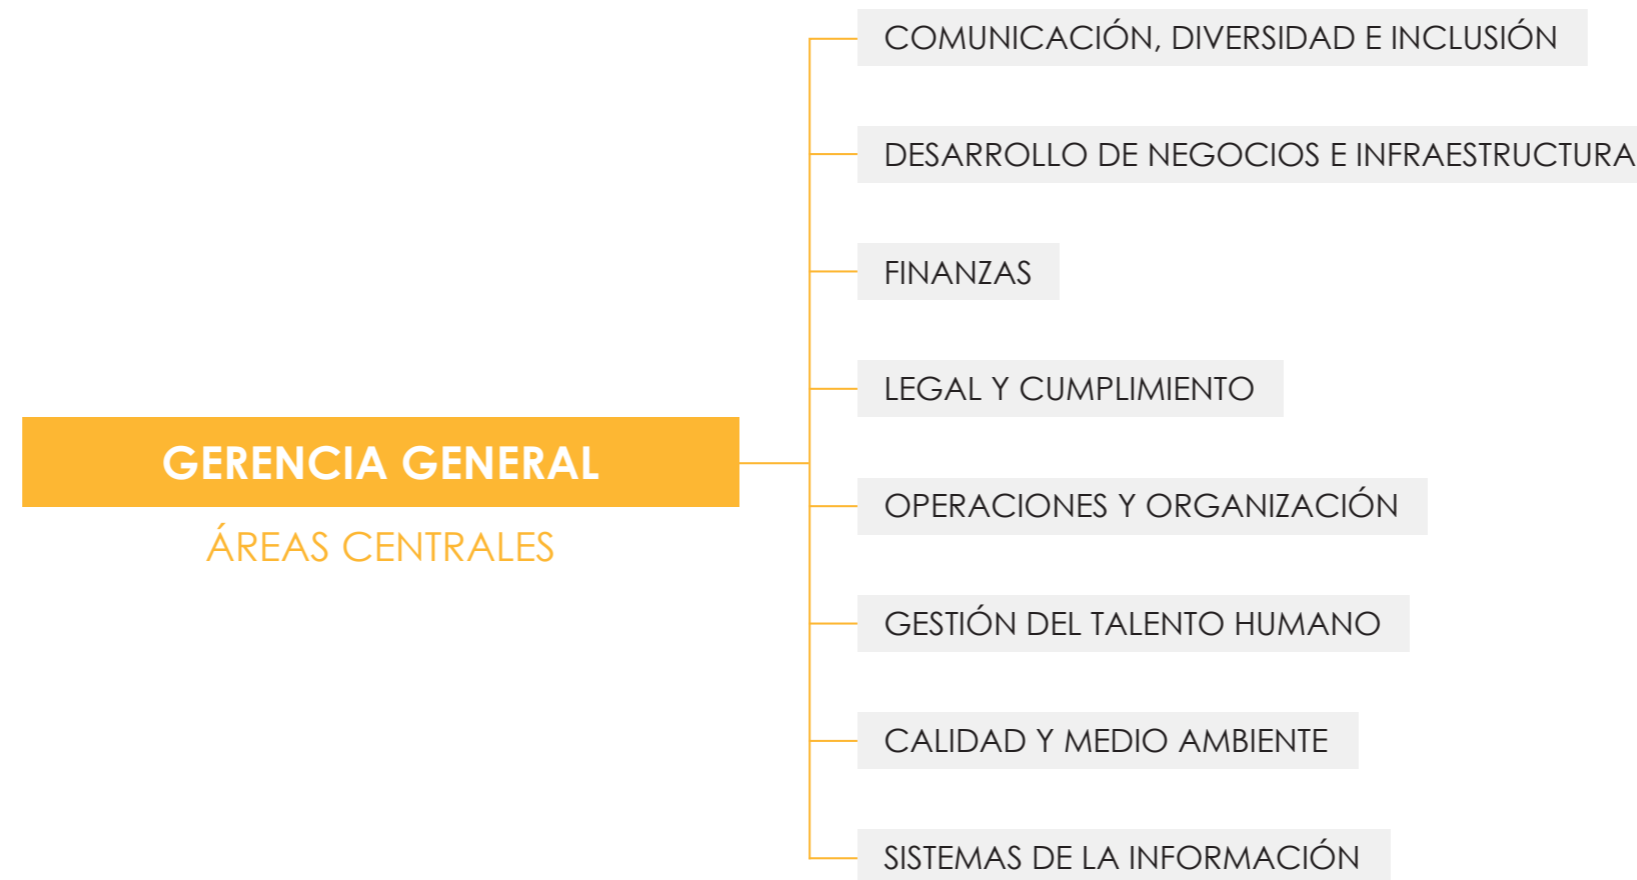 COMUNICACIÓN, DIVERSIDAD E INCLUSIÓN
DESARROLLO DE NEGOCIOS E INFRAESTRUCTURA
FINANZAS
LEGAL Y CUMPLIMIENTO
GERENCIA GENERAL
ÁREAS CENTRALES
OPERACIONES Y ORGANIZACIÓN
GESTIÓN DEL TALENTO HUMANO
CALIDAD Y MEDIO AMBIENTE
SISTEMAS DE LA INFORMACIÓN